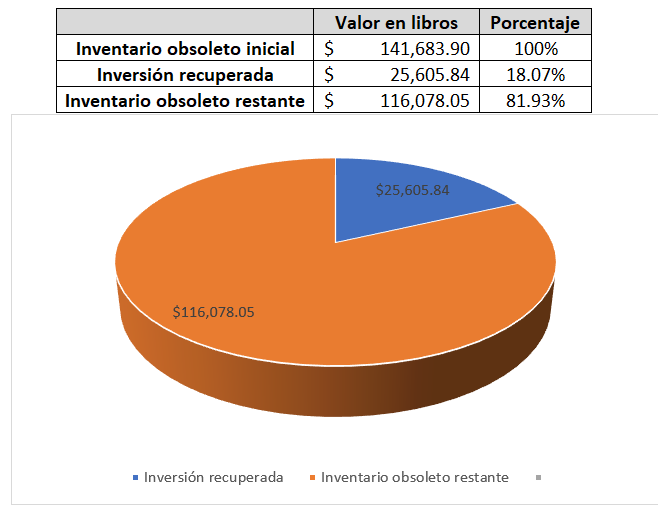 Valor en libros Porcentaje
Inventario obsoleto inicial $ 141,683.90 100%
Inversión recuperada $ 25,605.84 18.07%
Inventario obsoleto restante $ 116,078.05 81.93%
$25,605.84
$116,078.05
Inversión recuperada Inventario obsoleto restante